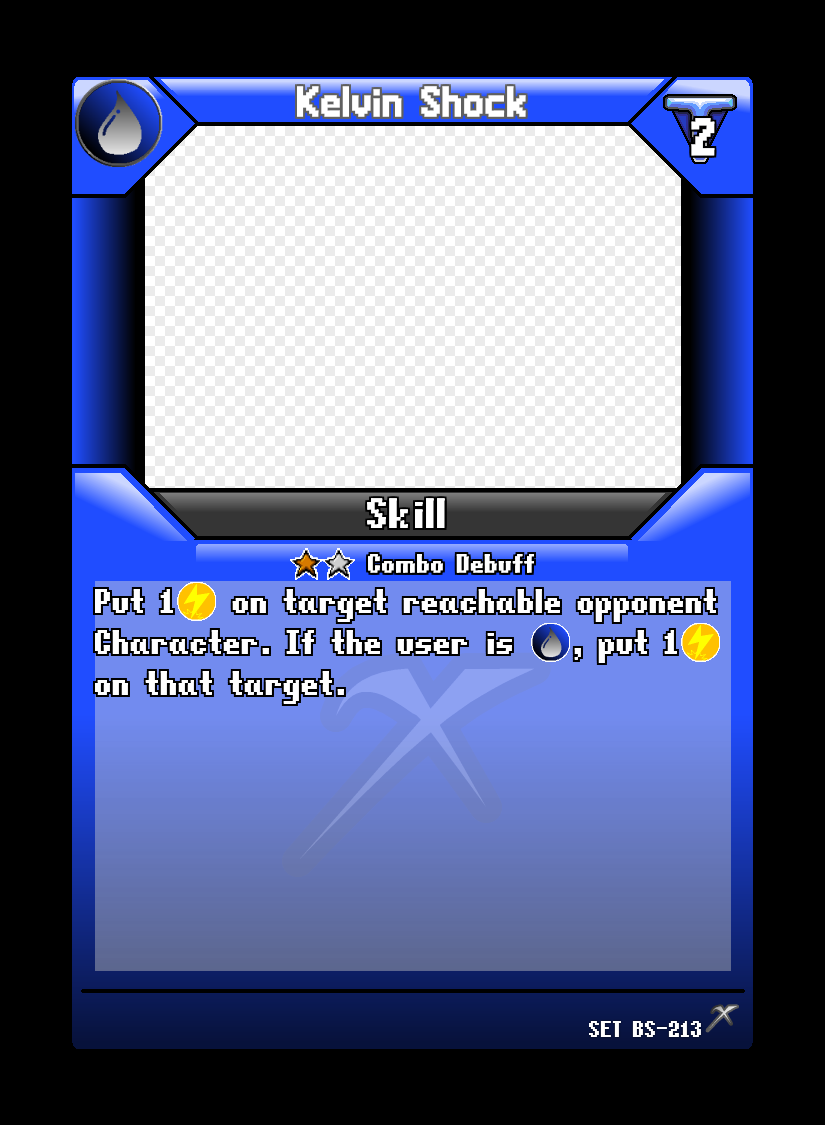 Kelvin Shock
2
Skill
Combo Debuff
Put 1 on target reachable opponent
Character. If the user is , put 1
on that target.
SET BS-213